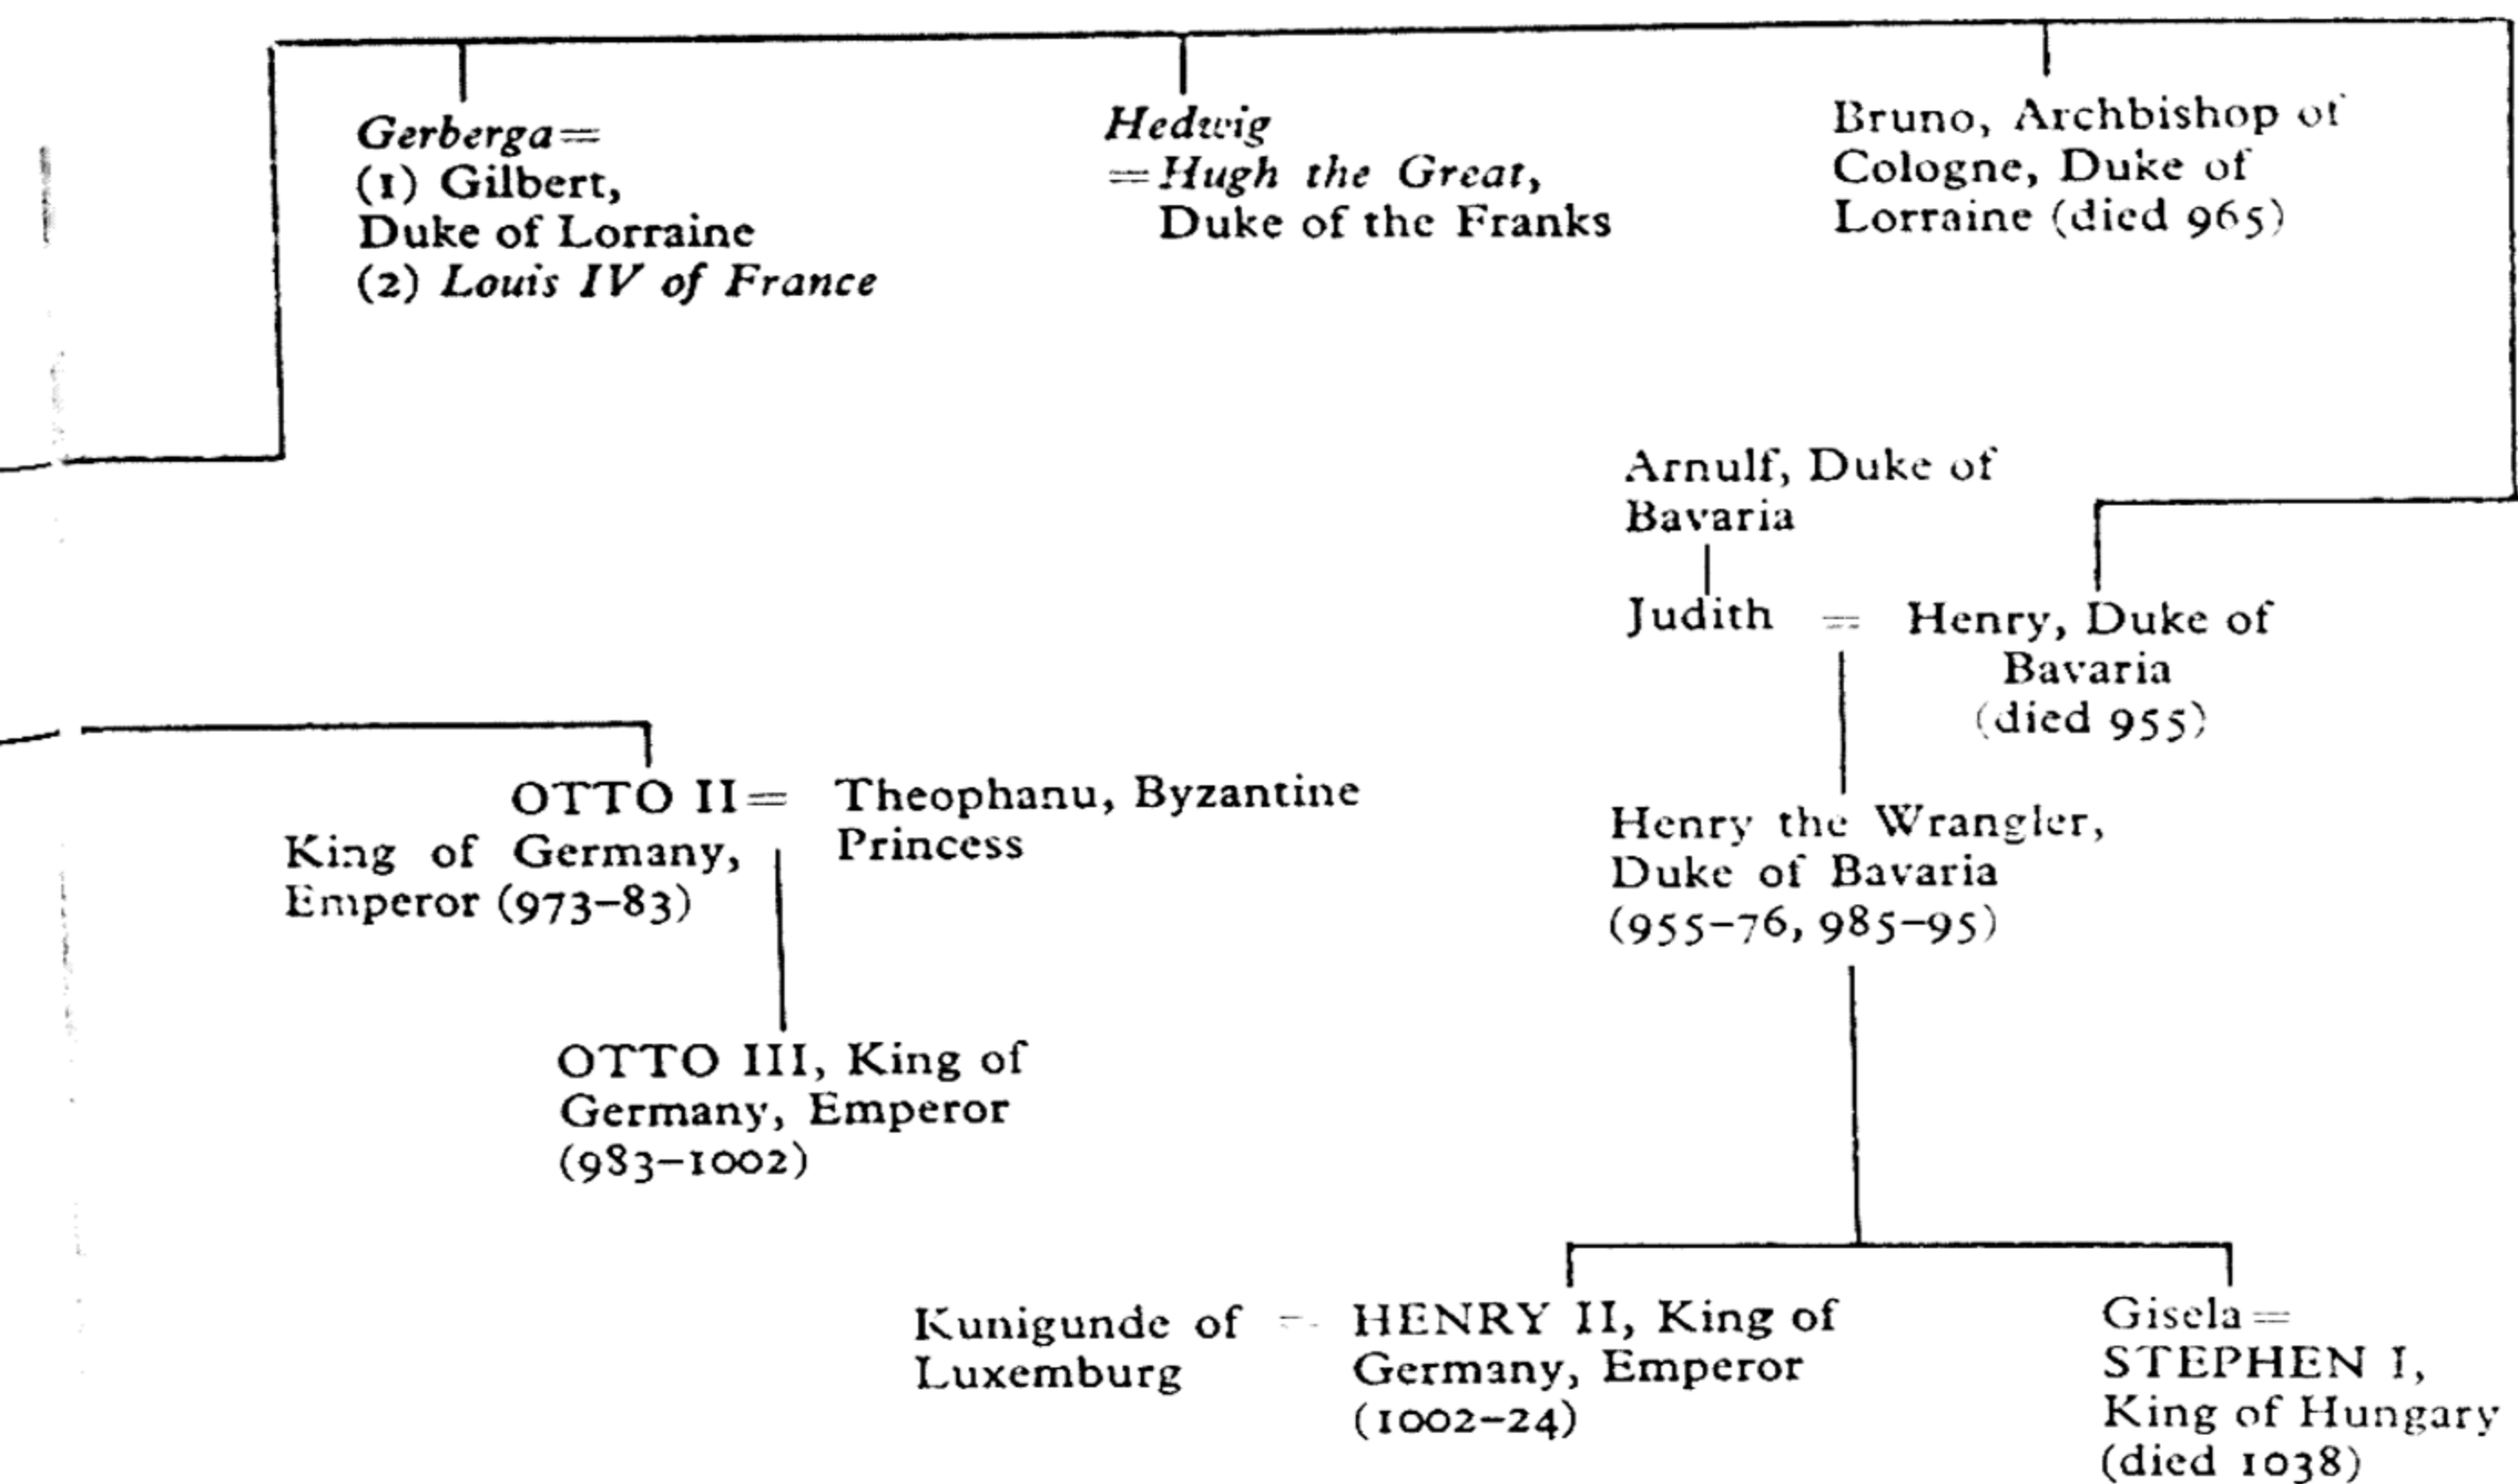 Gerberga=
(1) Gilbert,
Duke of Lorraine
(2) Louis IV of France
Hedwig
=Hugh the Great,
Duke of the Franks
Bruno, Archbishop of
Cologne, Duke of
Lorraine (died 965)
Arnulf, Duke of
Bavaria
Judith = Henry, Duke of
Bavaria
(died 955)
OTTO II= Theophanu, Byzantine
King of Germany, Princess
Emperor (973–83)
Henry the Wrangler,
Duke of Bavaria
(955–76, 985–95)
OTTO III, King of
Germany, Emperor
(983–1002)
Kunigunde of = HENRY II, King of
Luxemburg Germany, Emperor
(1002–24)
Gisela=
STEPHEN I,
King of Hungary
(died 1038)